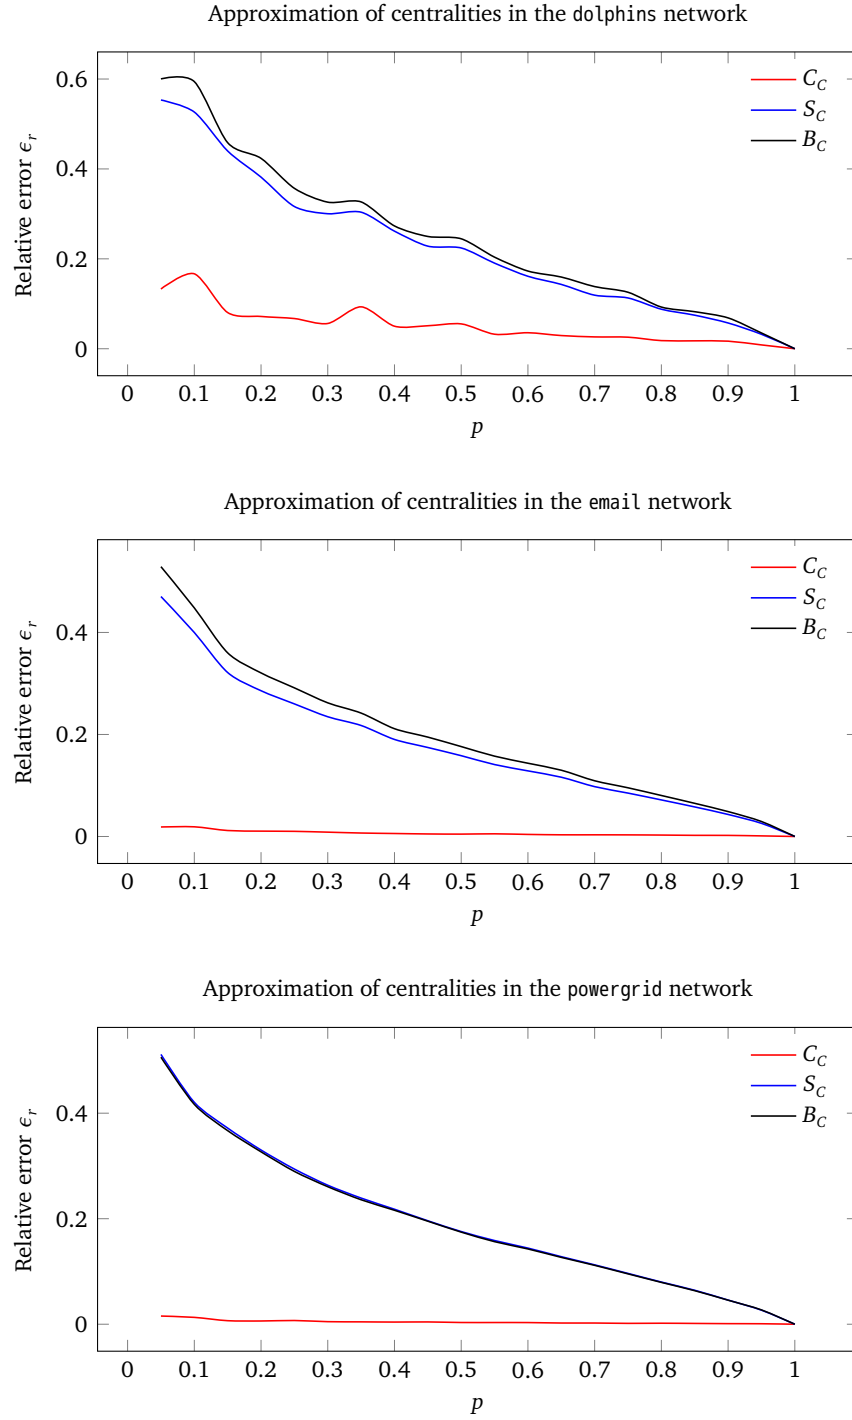 Approximation of centralities in the dolphins network
0.6
0.4
0.2
0
Relative error ϵᵣ
C_C
S_C
B_C
0 0.1 0.2 0.3 0.4 0.5 0.6 0.7 0.8 0.9 1
p
Approximation of centralities in the email network
0.4
0.2
0
Relative error ϵᵣ
C_C
S_C
B_C
0 0.1 0.2 0.3 0.4 0.5 0.6 0.7 0.8 0.9 1
p
Approximation of centralities in the powergrid network
0.4
0.2
0
Relative error ϵᵣ
C_C
S_C
B_C
0 0.1 0.2 0.3 0.4 0.5 0.6 0.7 0.8 0.9 1
p